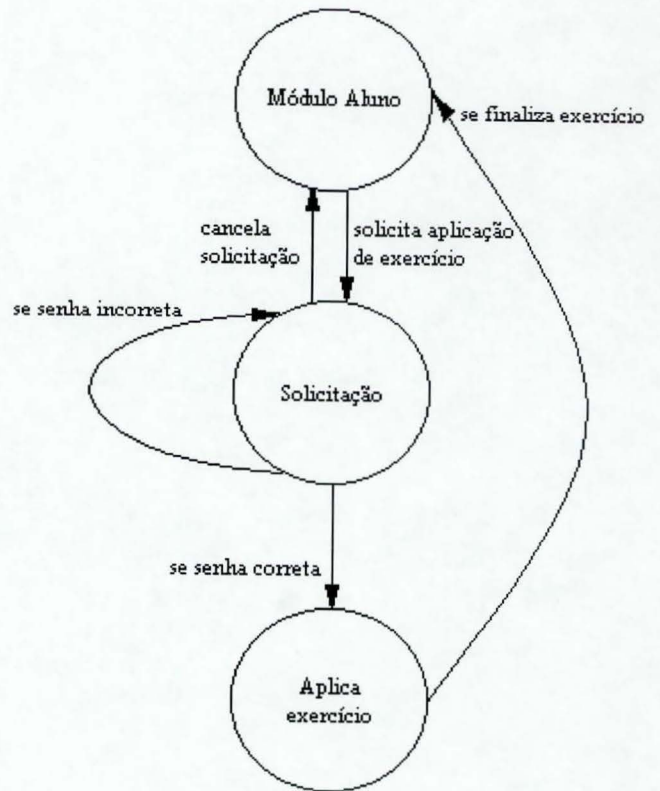 Módulo Aluno
se finaliza exercício
cancela
solicitação
solicita aplicação
de exercício
se senha incorreta
Solicitação
se senha correta
Aplica
exercício